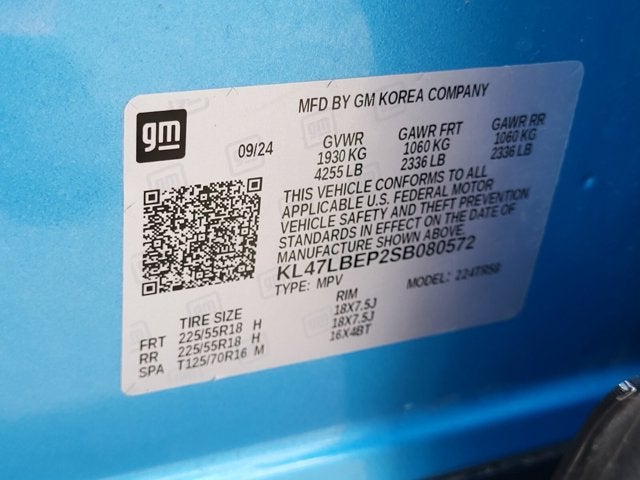 gm
MFD BY GM KOREA COMPANY
09/24
GVWR
1930 KG
4255 LB
GAWR FRT
1060 KG
2336 LB
GAWR RR
1060 KG
2336 LB
THIS VEHICLE CONFORMS TO ALL
APPLICABLE U.S. FEDERAL MOTOR
VEHICLE SAFETY AND THEFT PREVENTION
STANDARDS IN EFFECT ON THE DATE OF
MANUFACTURE SHOWN ABOVE.
KL47LBEP2SB080572
TYPE: MPV
MODEL:
TIRE SIZE RIM
FRT 225/55R18 H 18X7.5J
RR 225/55R18 H 18X7.5J
SPA T125/70R16 M 16X4BT